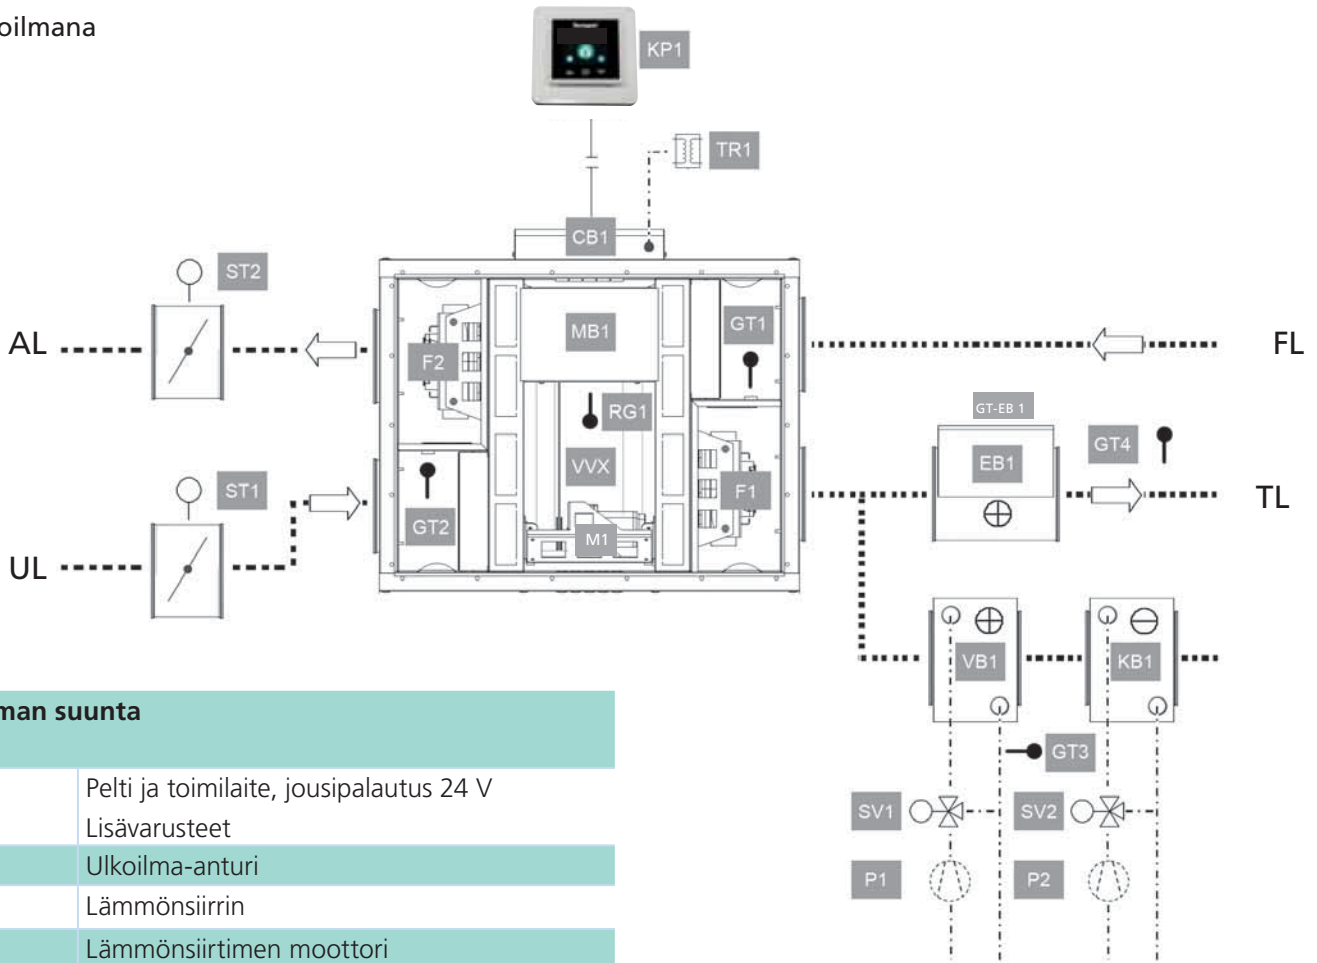 oilmana
KP1
TR1
CB1
ST2
MB1
GT1
AL
F2
FL
RG1
GT-EB 1
EB1
GT4
VVX
ST1
F1
TL
GT2
M1
UL
VB1
KB1
GT3
SV1
SV2
P1
P2
man suunta
Pelti ja toimilaite, jousipalautus 24 V
Lisävarusteet
Ulkoilma-anturi
Lämmönsiirrin
Lämmönsiirtimen moottori